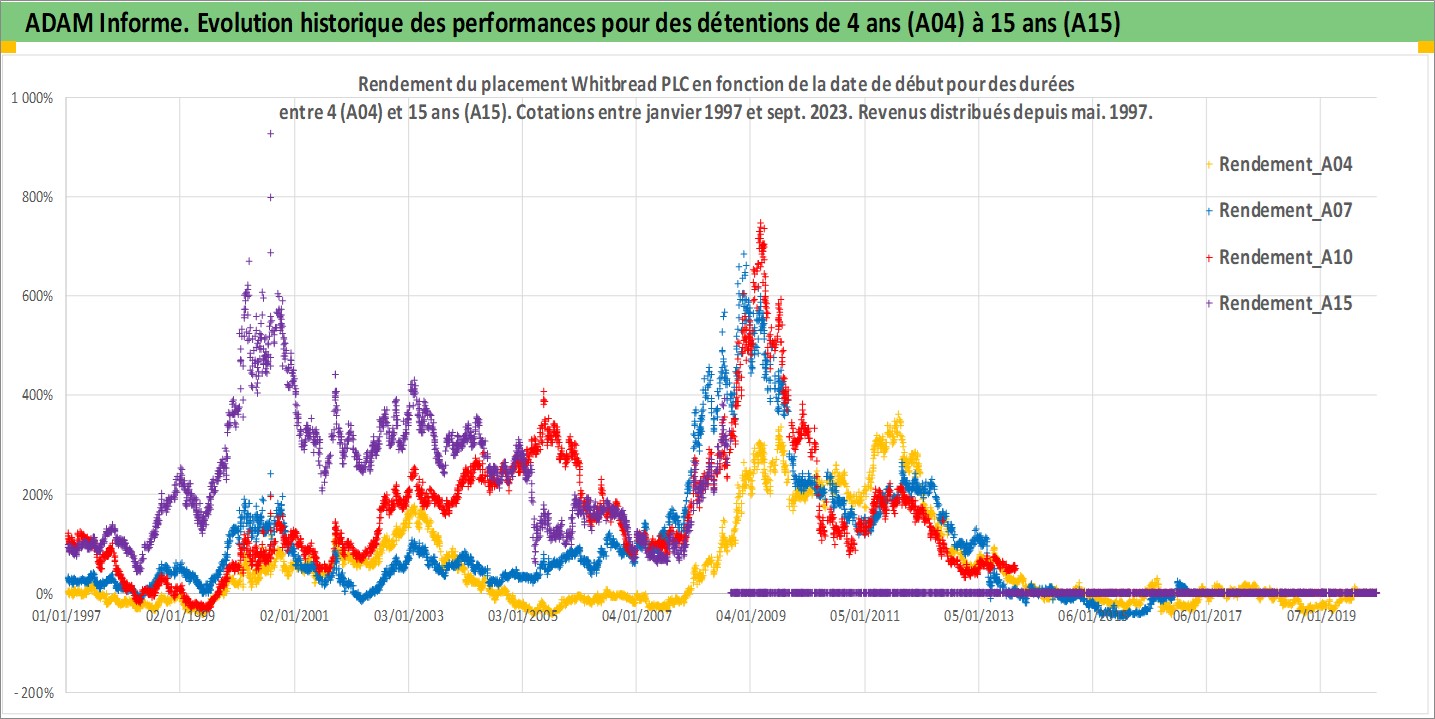 ADAM Informe. Evolution historique des performances pour des détentions de 4 ans (A04) à 15 ans (A15)
Rendement du placement Whitbread PLC en fonction de la date de début pour des durées
entre 4 (A04) et 15 ans (A15). Cotations entre janvier 1997 et sept. 2023. Revenus distribués depuis mai. 1997.
1 000%
800%
600%
400%
200%
0%
-200%
Rendement_A04
Rendement_A07
Rendement_A10
Rendement_A15
01/01/1997
02/01/1999
02/01/2001
03/03/2003
03/01/2005
04/01/2007
04/01/2009
05/01/2011
05/01/2013
06/01/2017
07/01/2019